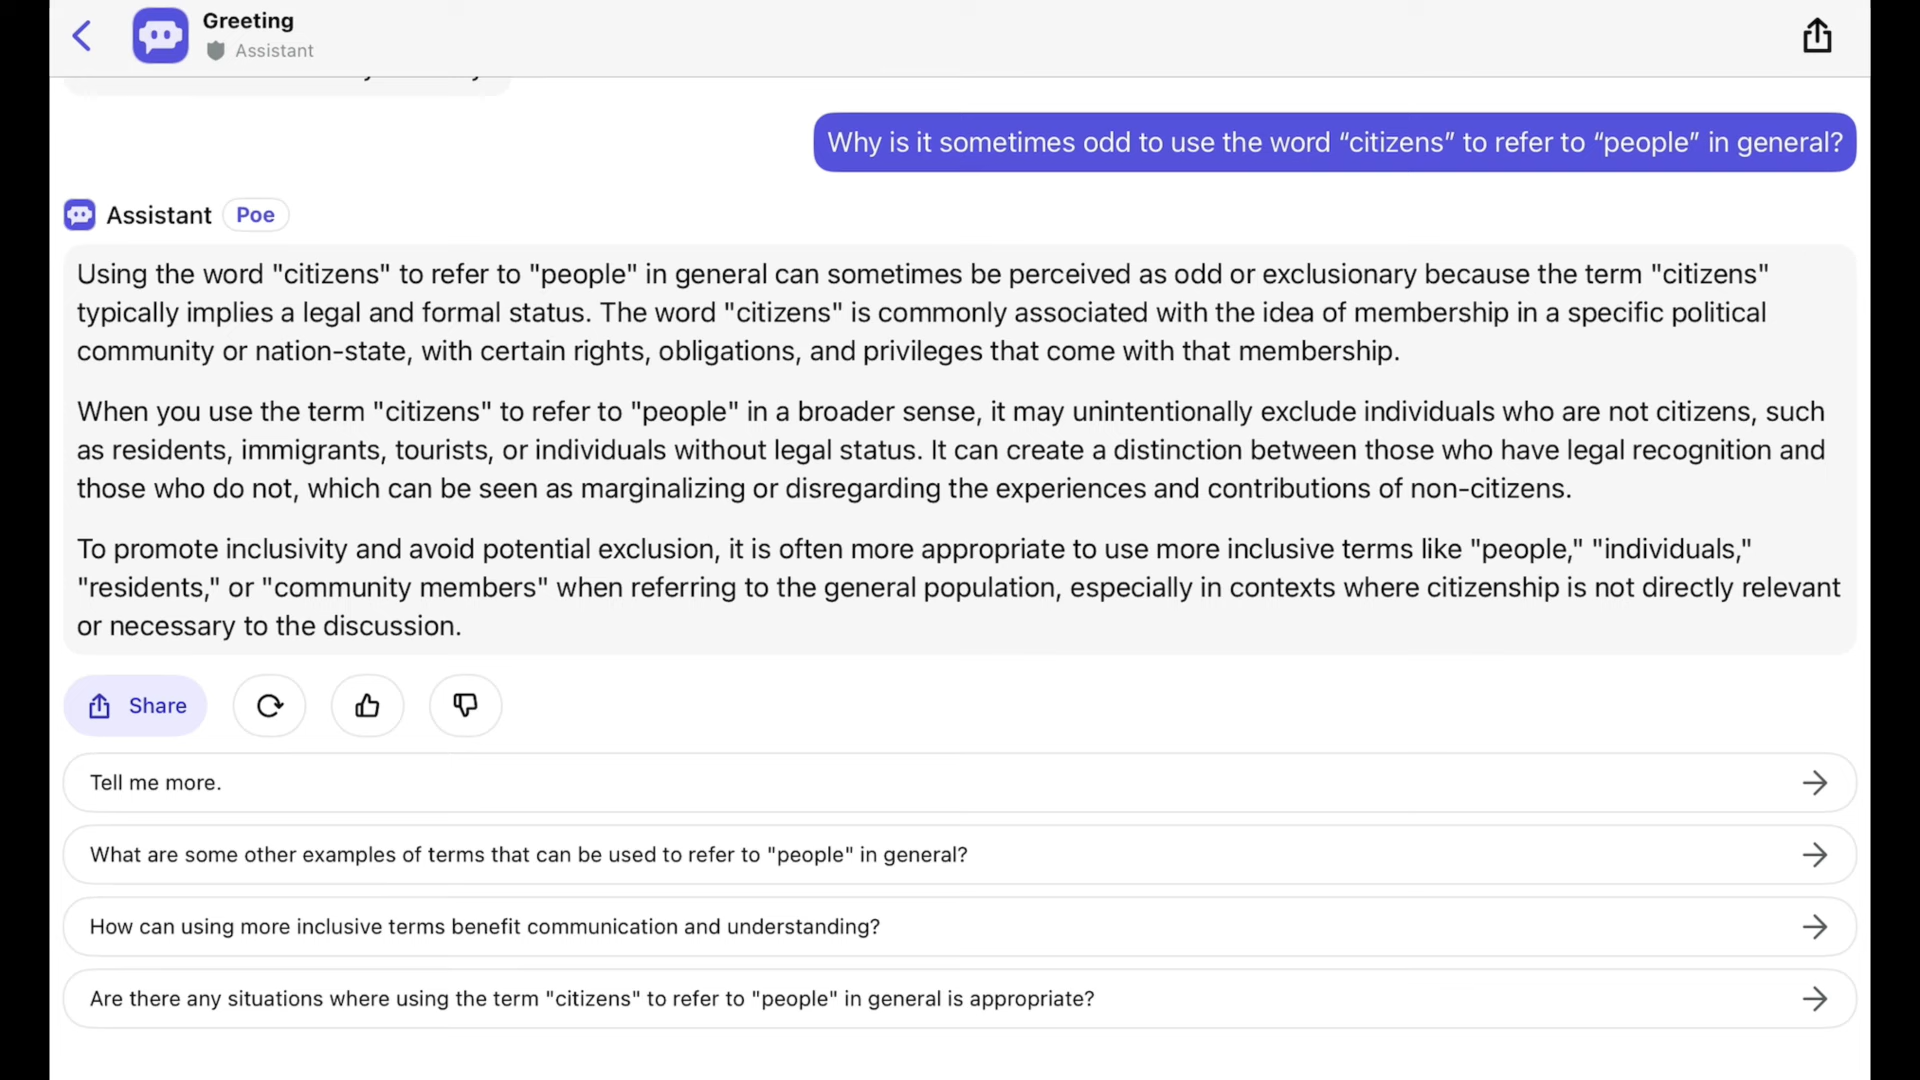 Greeting
Assistant
Why is it sometimes odd to use the word “citizens” to refer to “people” in general?
Assistant Poe
Using the word "citizens" to refer to "people" in general can sometimes be perceived as odd or exclusionary because the term "citizens"
typically implies a legal and formal status. The word "citizens" is commonly associated with the idea of membership in a specific political
community or nation-state, with certain rights, obligations, and privileges that come with that membership.
When you use the term "citizens" to refer to "people" in a broader sense, it may unintentionally exclude individuals who are not citizens, such
as residents, immigrants, tourists, or individuals without legal status. It can create a distinction between those who have legal recognition and
those who do not, which can be seen as marginalizing or disregarding the experiences and contributions of non-citizens.
To promote inclusivity and avoid potential exclusion, it is often more appropriate to use more inclusive terms like "people," "individuals,"
"residents," or "community members" when referring to the general population, especially in contexts where citizenship is not directly relevant
or necessary to the discussion.
Share
Tell me more.
What are some other examples of terms that can be used to refer to "people" in general?
How can using more inclusive terms benefit communication and understanding?
Are there any situations where using the term "citizens" to refer to "people" in general is appropriate?